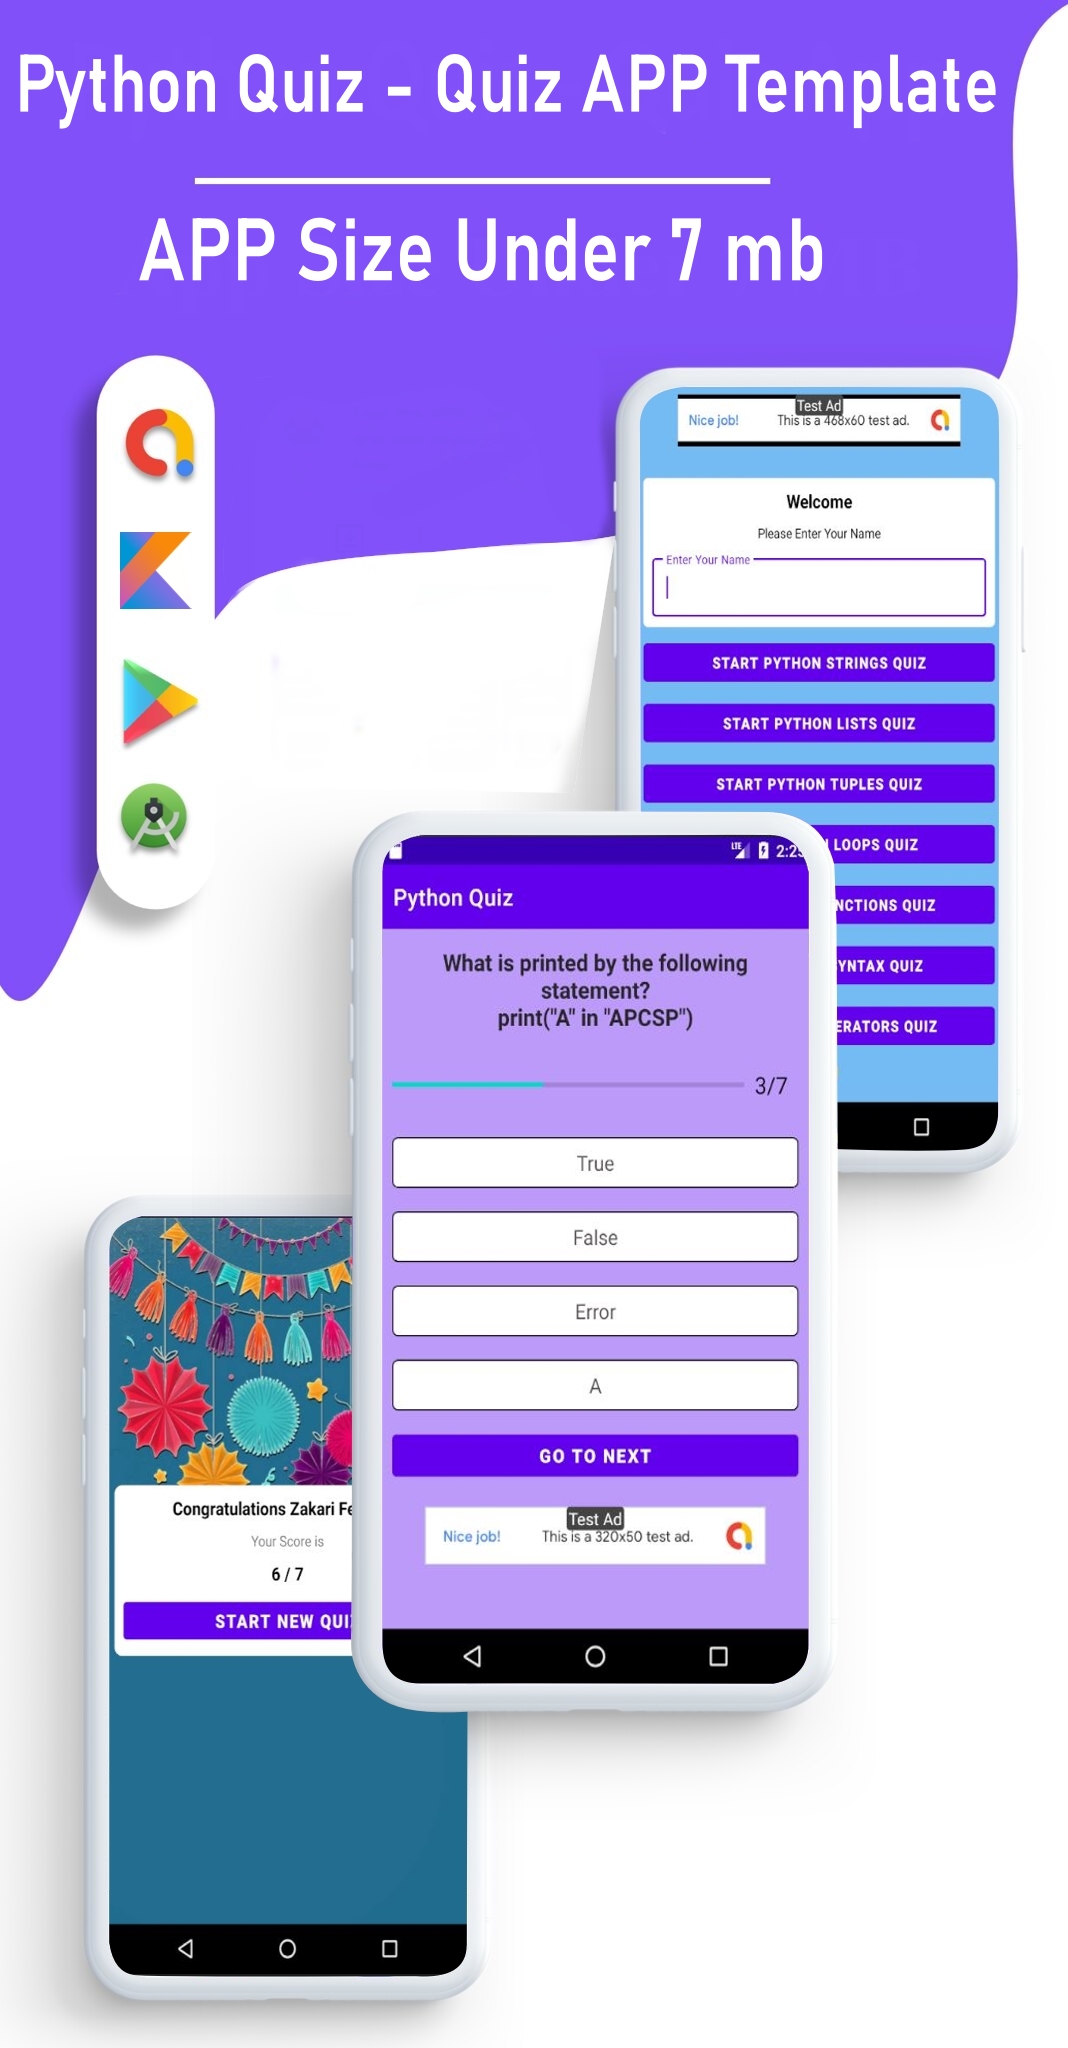 Python Quiz - Quiz APP Template
APP Size Under 7 mb
Test Ad
Nice job!
This is a 468x60 test ad.
Welcome
Please Enter Your Name
Enter Your Name
START PYTHON STRINGS QUIZ
START PYTHON LISTS QUIZ
START PYTHON TUPLES QUIZ
LOOPS QUIZ
NCTIONS QUIZ
YNTAX QUIZ
ERATORS QUIZ
LTE
2:2
Python Quiz
What is printed by the following
statement?
print("A" in "APCSP")
3/7
True
False
Error
A
GO TO NEXT
Test Ad
Nice job!
This is a 320x50 test ad.
Congratulations Zakari Fe
Your Score is
6 / 7
START NEW QUI